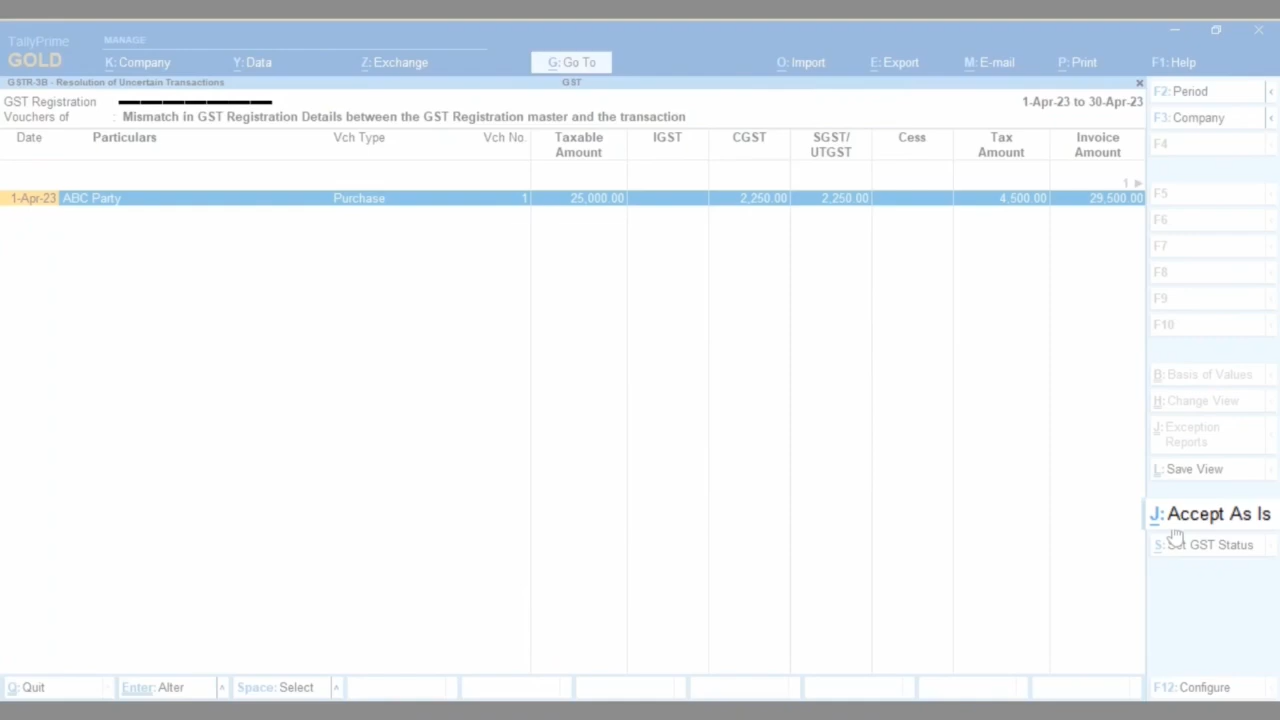 TallyPrime
MANAGE
GOLD
K: Company
Y: Data
Z: Exchange
G: Go To
O: Import
E: Export
M: E-mail
P: Print
F1: Help
GSTR-3B - Resolution of Uncertain Transactions
GST
GST Registration
1-Apr-23 to 30-Apr-23
Vouchers of : Mismatch in GST Registration Details between the GST Registration master and the transaction
Date Particulars Vch Type Vch No. Taxable Amount IGST CGST SGST/ UTGST Cess Tax Amount Invoice Amount
1
1-Apr-23 ABC Party Purchase 1 25,000.00 2,250.00 2,250.00 4,500.00 29,500.00
F2: Period
F3: Company
F4
F5
F6
F7
F8
F9
F10
B: Basis of Values
H: Change View
J: Exception
Reports
L: Save View
J: Accept As Is
S: Set GST Status
Q: Quit
Enter: Alter
Space: Select
F12: Configure